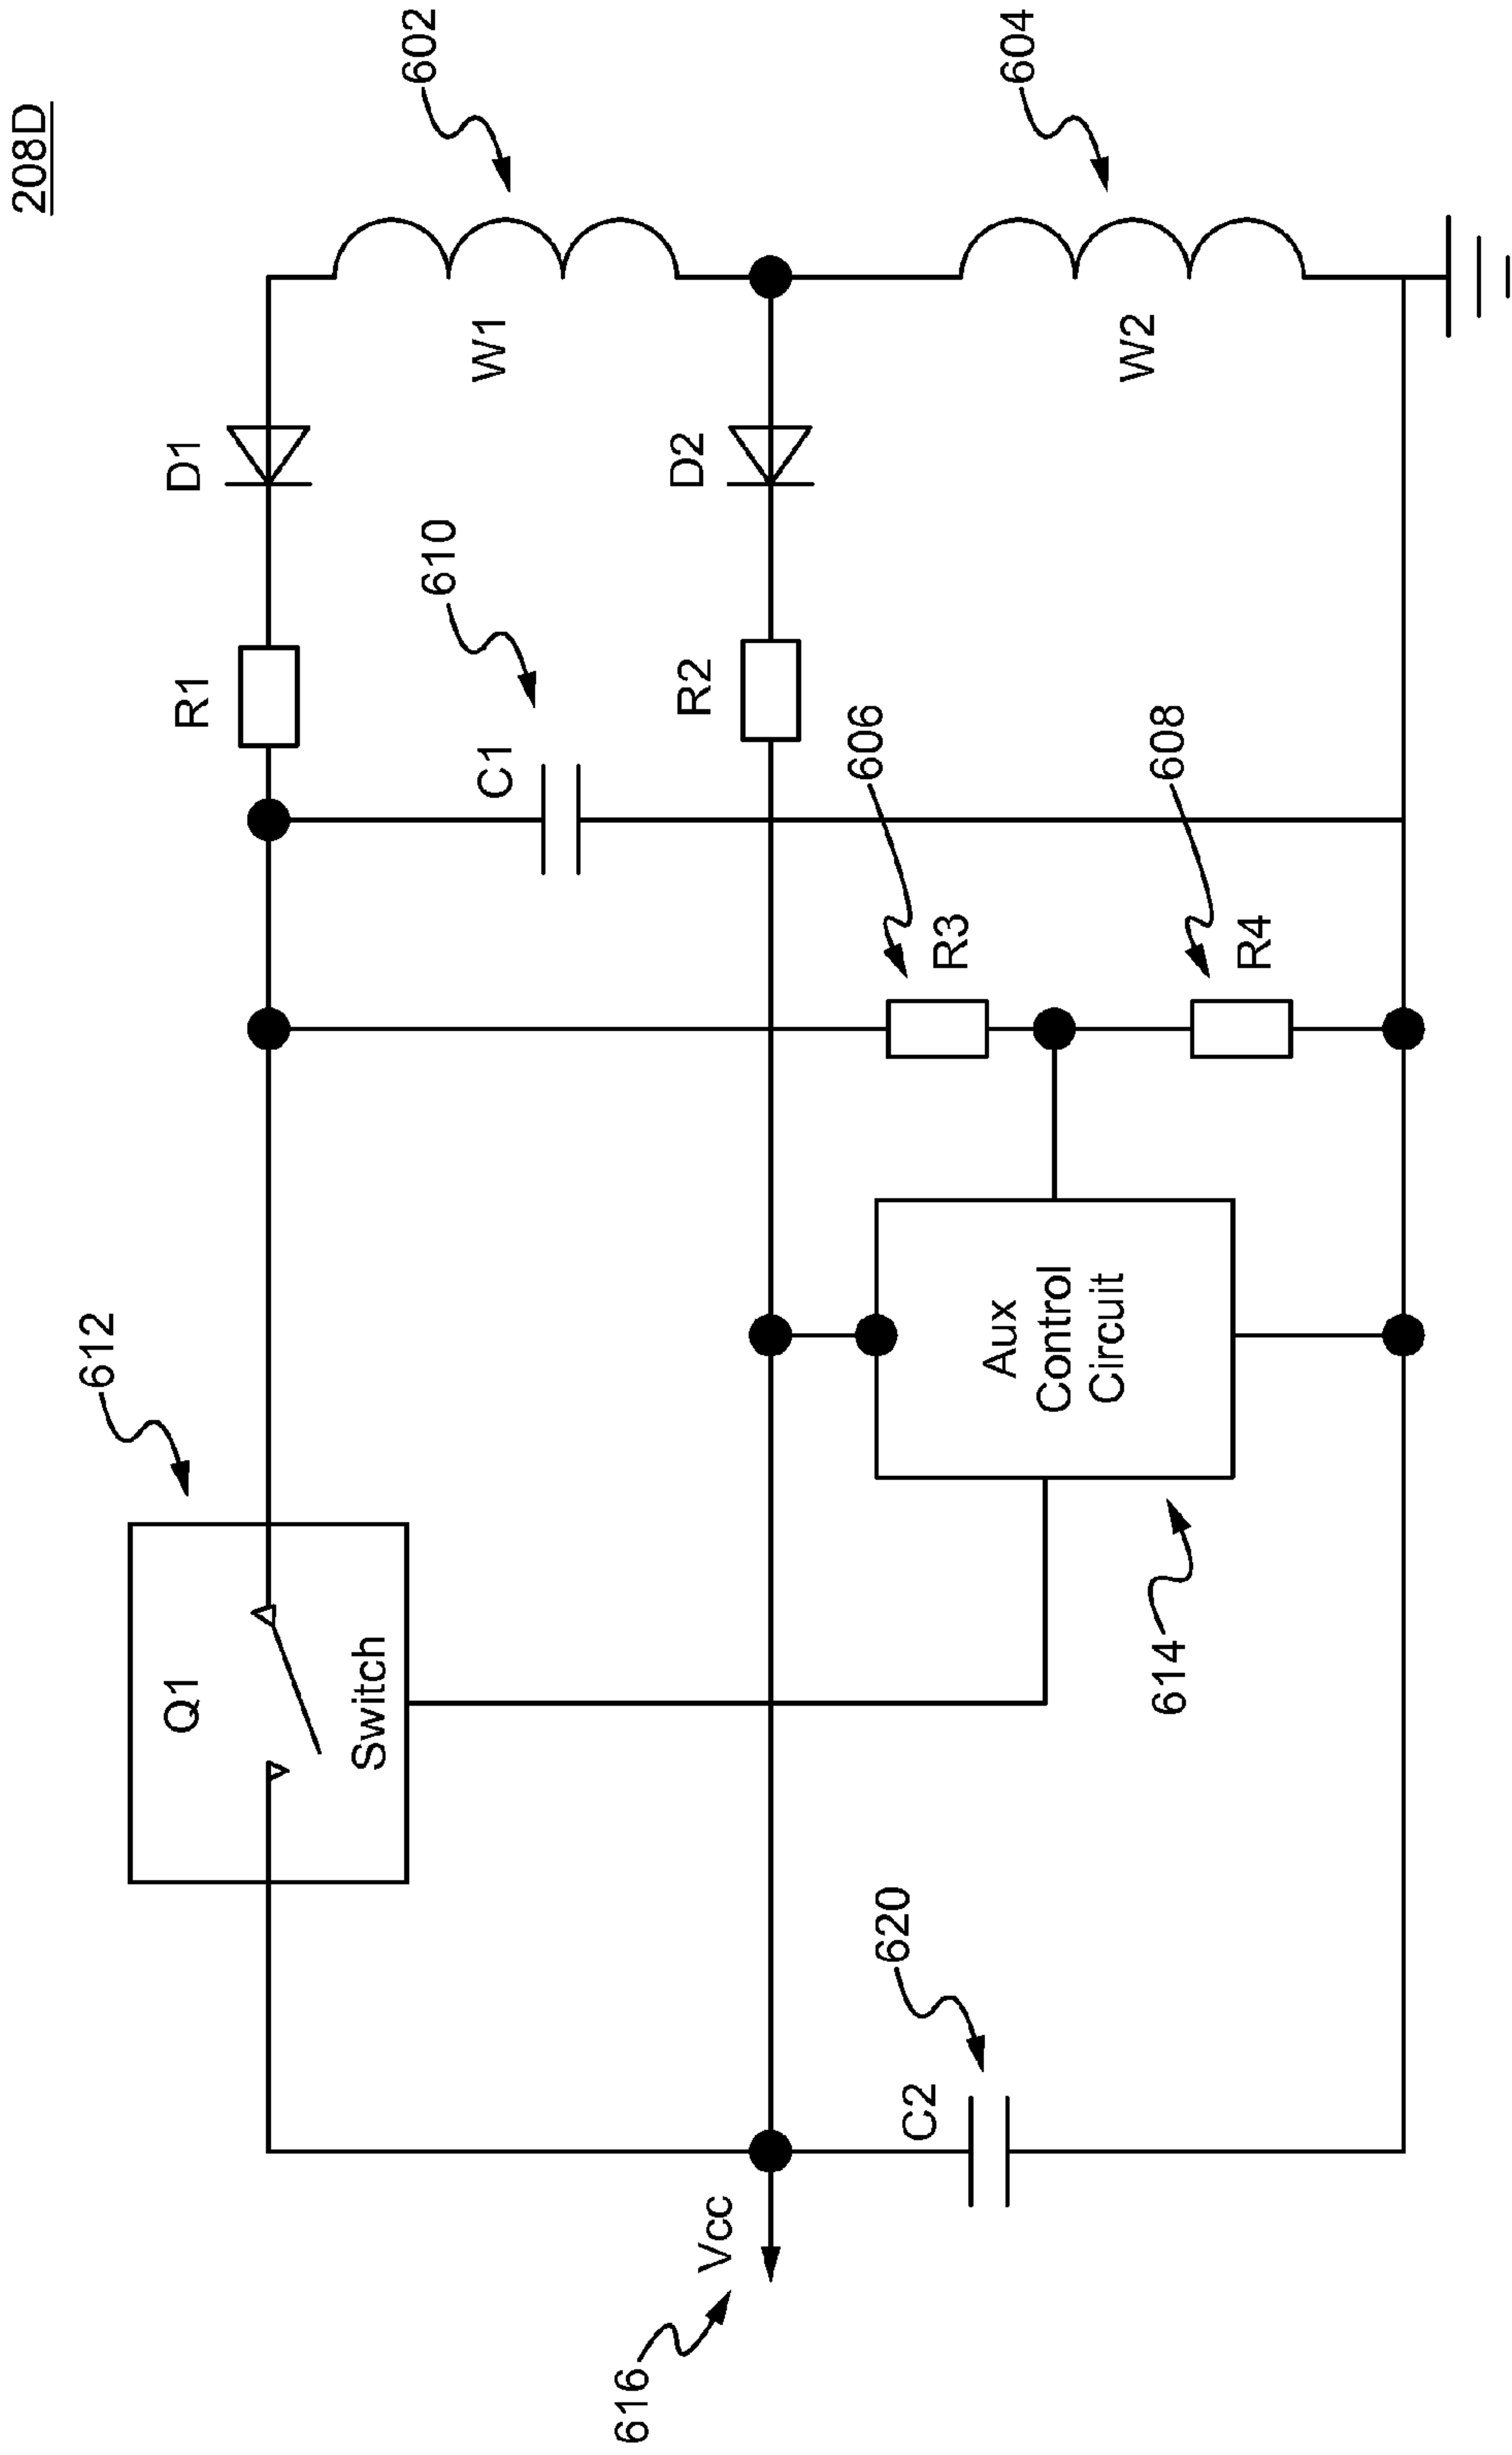 208D
602
604
W1
W2
D1
D2
610
R1
C1
R2
606
608
R3
R4
612
Q1
Switch
Aux
Control
Circuit
614
620
C2
Vcc
616